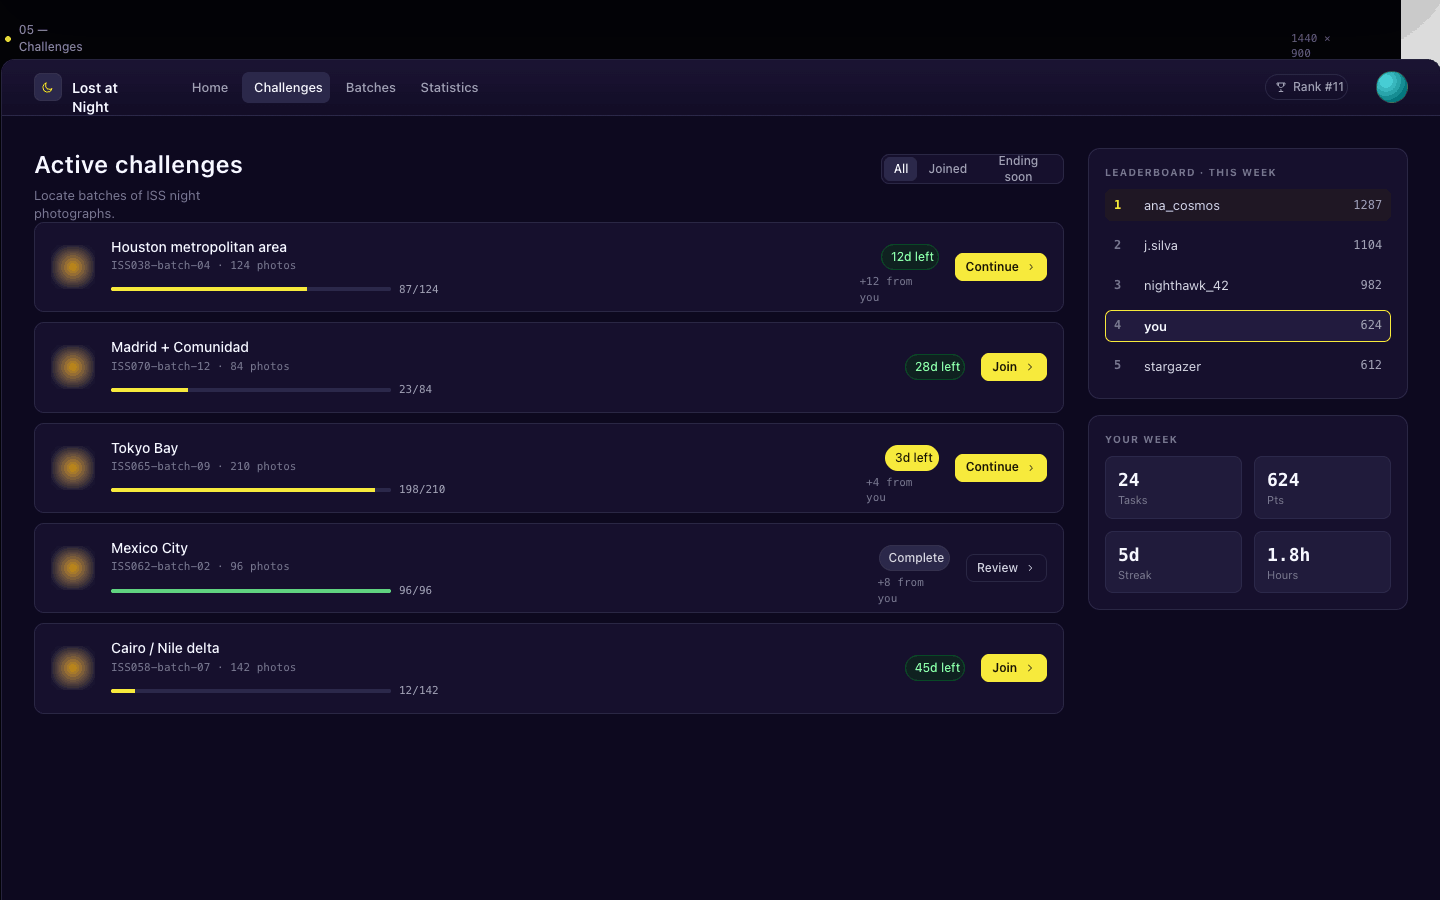 05 —
Challenges
1440 ×
900
Lost at
Night
Home
Challenges
Batches
Statistics
Rank #11
Active challenges
Locate batches of ISS night
photographs.
All
Joined
Ending
soon
Houston metropolitan area
ISS038-batch-04 · 124 photos
87/124
12d left
+12 from
you
Continue
Madrid + Comunidad
ISS070-batch-12 · 84 photos
23/84
28d left
Join
Tokyo Bay
ISS065-batch-09 · 210 photos
198/210
3d left
+4 from
you
Continue
Mexico City
ISS062-batch-02 · 96 photos
96/96
Complete
+8 from
you
Review
Cairo / Nile delta
ISS058-batch-07 · 142 photos
12/142
45d left
Join
LEADERBOARD · THIS WEEK
1 ana_cosmos 1287
2 j.silva 1104
3 nighthawk_42 982
4 you 624
5 stargazer 612
YOUR WEEK
24
Tasks
624
Pts
5d
Streak
1.8h
Hours